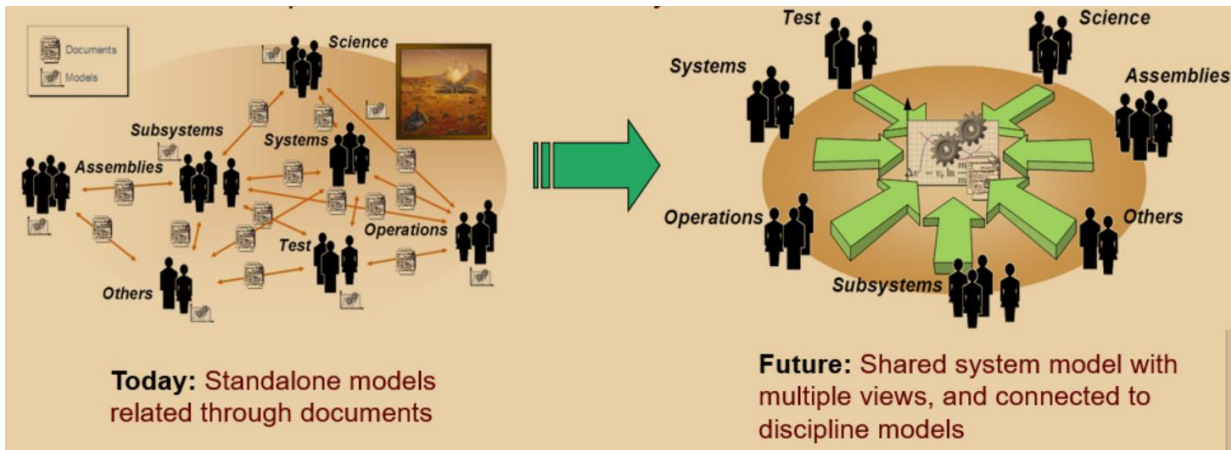 Documents
Models
Science
Subsystems
Systems
Assemblies
Operations
Test
Others
Today: Standalone models
related through documents
Test
Science
Systems
Assemblies
Operations
Others
Subsystems
Future: Shared system model with
multiple views, and connected to
discipline models